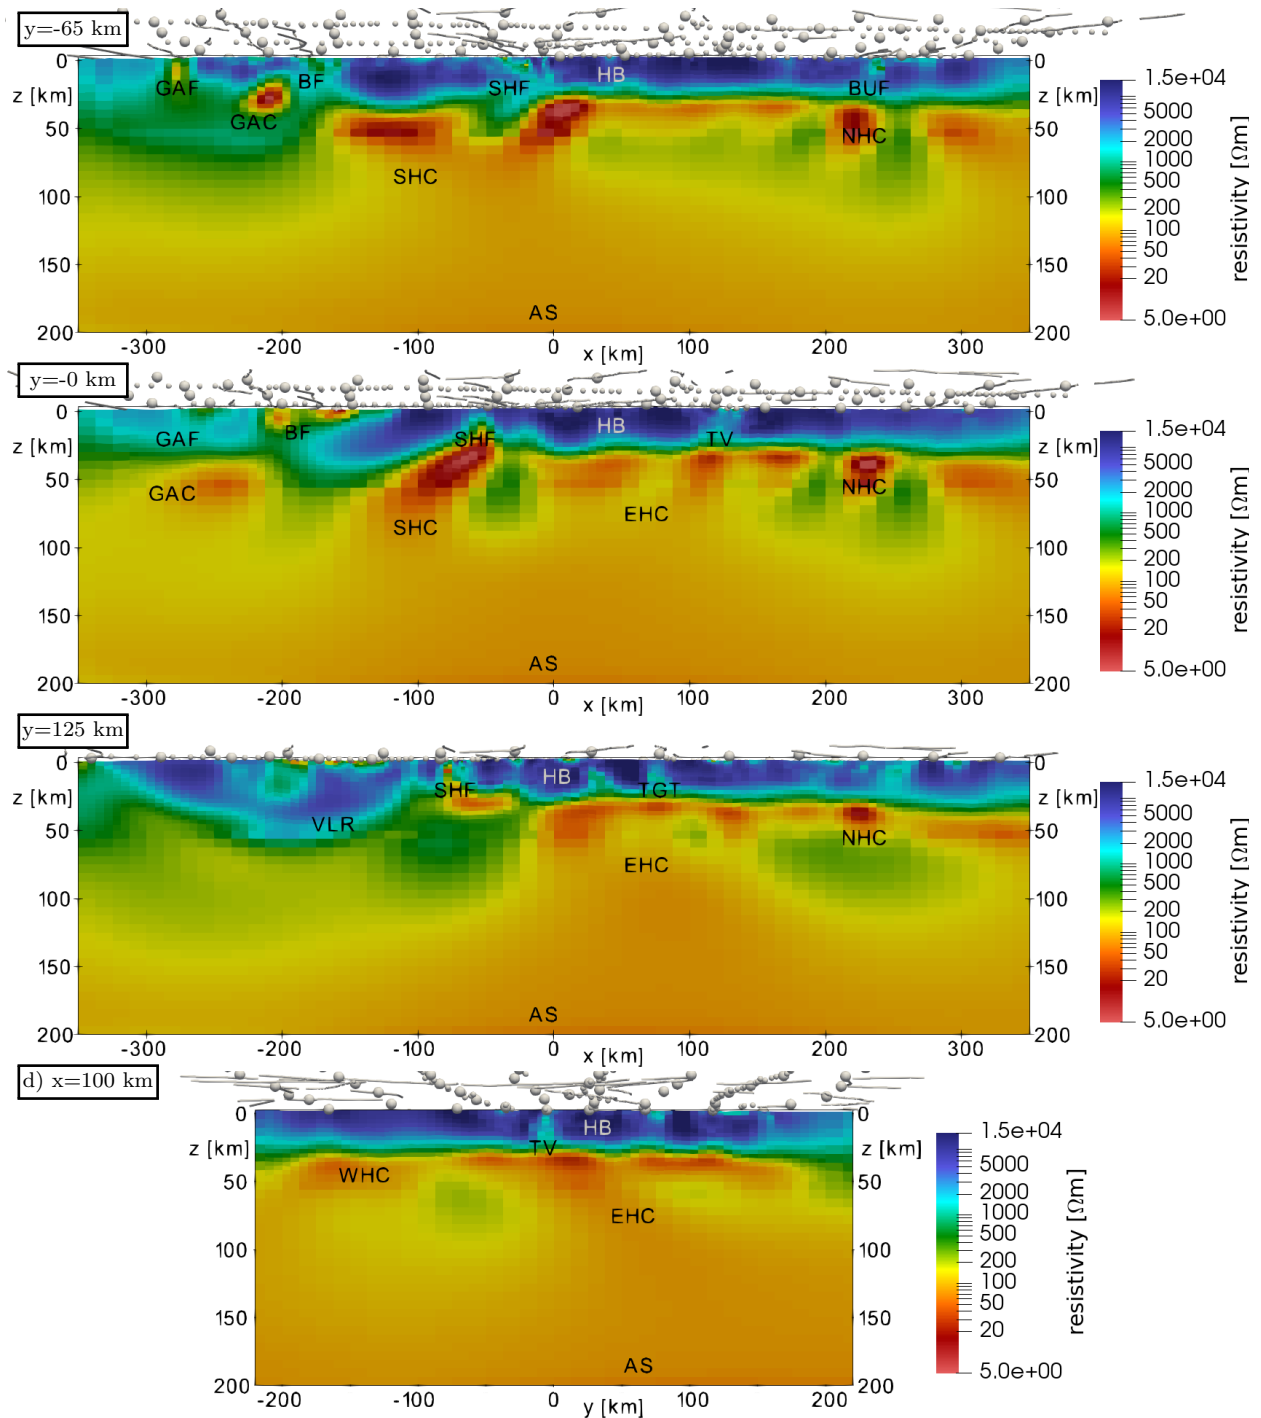 y=-65 km
0
z [km]
50
100
150
200
GAF
BF
GAC
SHC
SHF
HB
BUF
NHC
AS
0
z [km]
50
100
150
200
-300 -200 -100 0 100 200 300
x [km]
1.5e+04
5000
2000
1000
500
200
100
50
20
5.0e+00
resistivity [Ωm]
y=-0 km
0
z [km]
50
100
150
200
GAF
BF
GAC
SHF
SHC
HB
TV
EHC
NHC
AS
0
z [km]
50
100
150
200
-300 -200 -100 0 100 200 300
x [km]
1.5e+04
5000
2000
1000
500
200
100
50
20
5.0e+00
resistivity [Ωm]
y=125 km
0
z [km]
50
100
150
200
VLR
SHF
HB
TGT
EHC
NHC
AS
0
z [km]
50
100
150
200
-300 -200 -100 0 100 200 300
x [km]
1.5e+04
5000
2000
1000
500
200
100
50
20
5.0e+00
resistivity [Ωm]
d) x=100 km
0
z [km]
50
100
150
200
WHC
TV
HB
EHC
AS
0
z [km]
50
100
150
200
-200 -100 0 100 200
y [km]
1.5e+04
5000
2000
1000
500
200
100
50
20
5.0e+00
resistivity [Ωm]